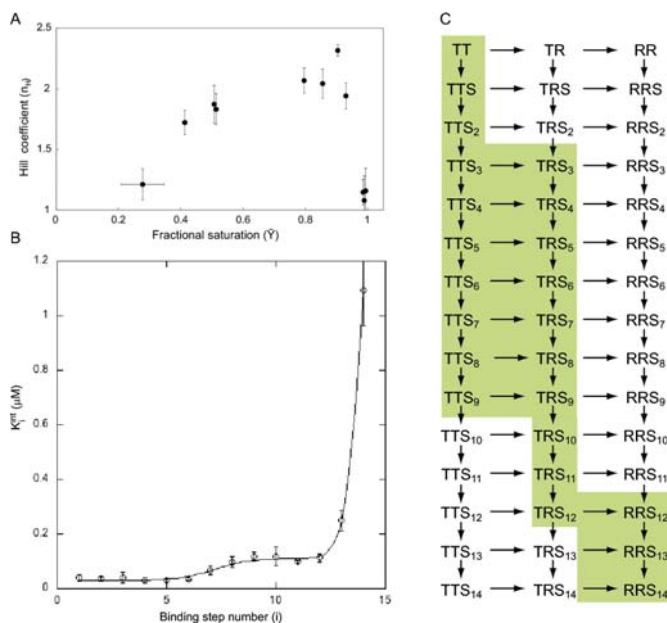 A
Hill coefficient (n_H)
2.5
2
1.5
1
0
0.2
0.4
0.6
0.8
1
Fractional saturation (Ȳ)
B
K_i^int (µM)
1.2
1
0.8
0.6
0.4
0.2
0
0
5
10
15
Binding step number (i)
C
TT TR RR
TTS TRS RRS
TTS₂ TRS₂ RRS₂
TTS₃ TRS₃ RRS₃
TTS₄ TRS₄ RRS₄
TTS₅ TRS₅ RRS₅
TTS₆ TRS₆ RRS₆
TTS₇ TRS₇ RRS₇
TTS₈ TRS₈ RRS₈
TTS₉ TRS₉ RRS₉
TTS₁₀ TRS₁₀ RRS₁₀
TTS₁₁ TRS₁₁ RRS₁₁
TTS₁₂ TRS₁₂ RRS₁₂
TTS₁₃ TRS₁₃ RRS₁₃
TTS₁₄ TRS₁₄ RRS₁₄